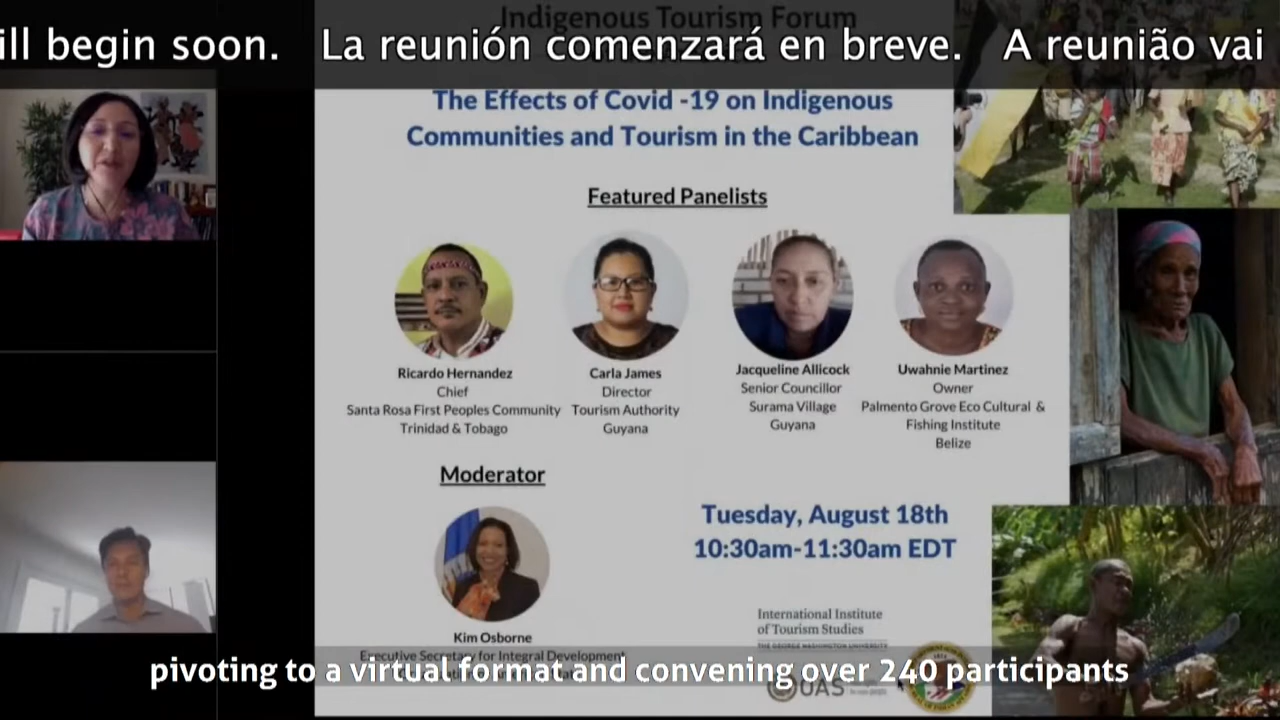 Indigenous Tourism Forum
ill begin soon. La reunión comenzará en breve. A reunião vai
The Effects of Covid -19 on Indigenous
Communities and Tourism in the Caribbean
Featured Panelists
Ricardo Hernandez
Chief
Santa Rosa First Peoples Community
Trinidad & Tobago
Carla James
Director
Tourism Authority
Guyana
Jacqueline Allicock
Senior Councillor
Surama Village
Guyana
Uwahnie Martinez
Owner
Palmento Grove Eco Cultural &
Fishing Institute
Belize
Moderator
Kim Osborne
Executive Secretary for Integral Development
Tuesday, August 18th
10:30am-11:30am EDT
International Institute
of Tourism Studies
THE GEORGE WASHINGTON UNIVERSITY
OAS
pivoting to a virtual format and convening over 240 participants